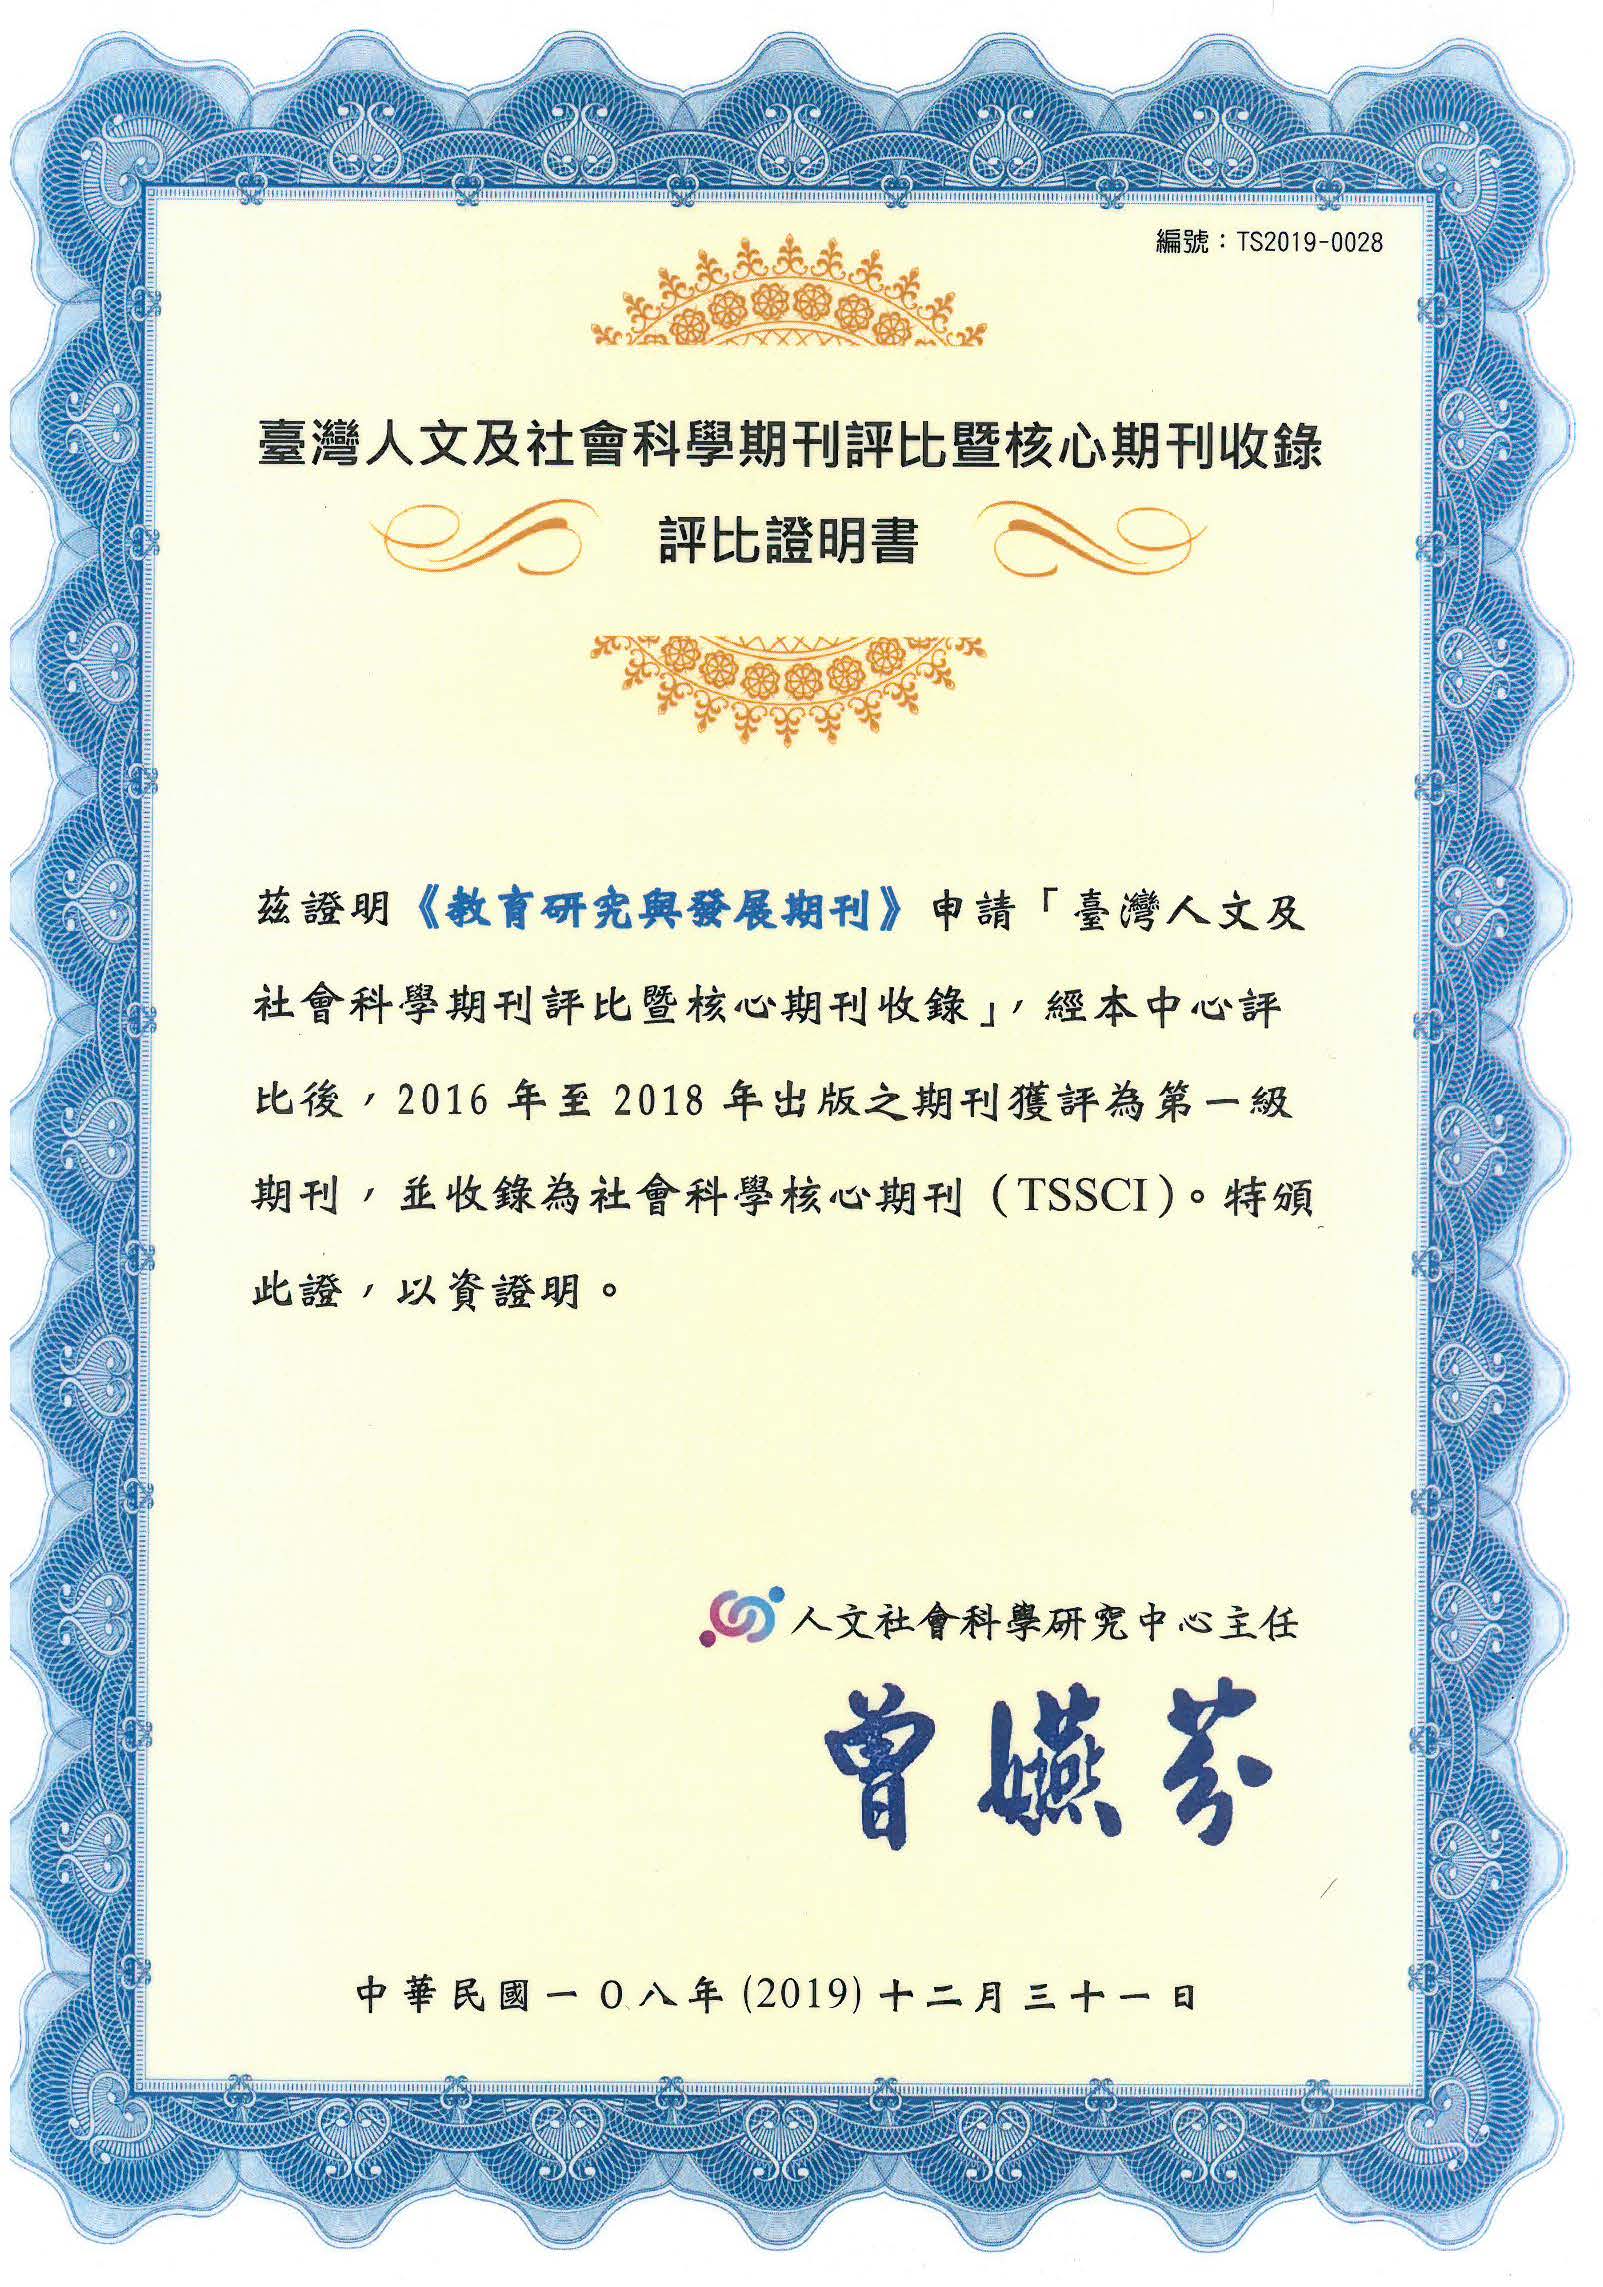 編號：TS2019-0028
臺灣人文及社會科學期刊評比暨核心期刊收錄
評比證明書
茲證明《教育研究與發展期刊》申請「臺灣人文及
社會科學期刊評比暨核心期刊收錄」，經本中心評
比後，2016 年至 2018 年出版之期刊獲評為第一級
期刊，並收錄為社會科學核心期刊（TSSCI）。特頒
此證，以資證明。
人文社會科學研究中心主任
曾嬿芬
中華民國一〇八年(2019)十二月三十一日